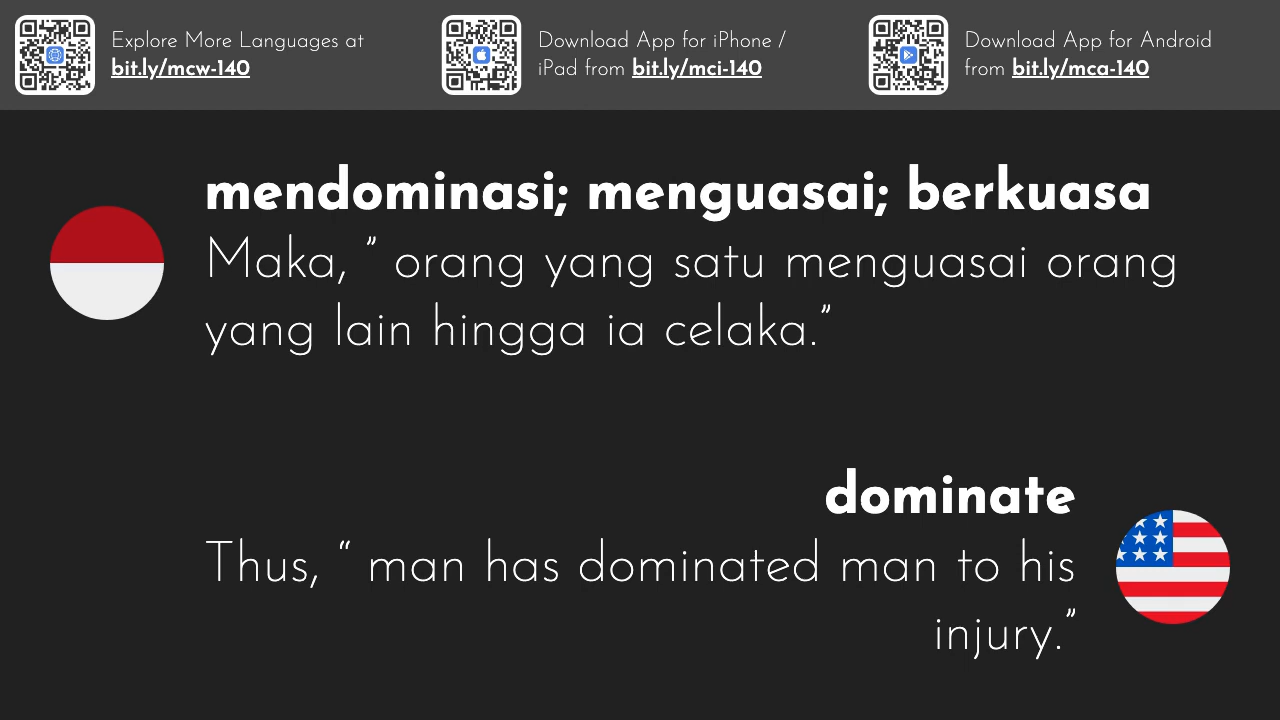 Explore More Languages at
bit.ly/mcw-140
Download App for iPhone /
iPad from bit.ly/mci-140
Download App for Android
from bit.ly/mca-140
mendominasi; menguasai; berkuasa
Maka, ” orang yang satu menguasai orang
yang lain hingga ia celaka.”
dominate
Thus, “ man has dominated man to his
injury.”